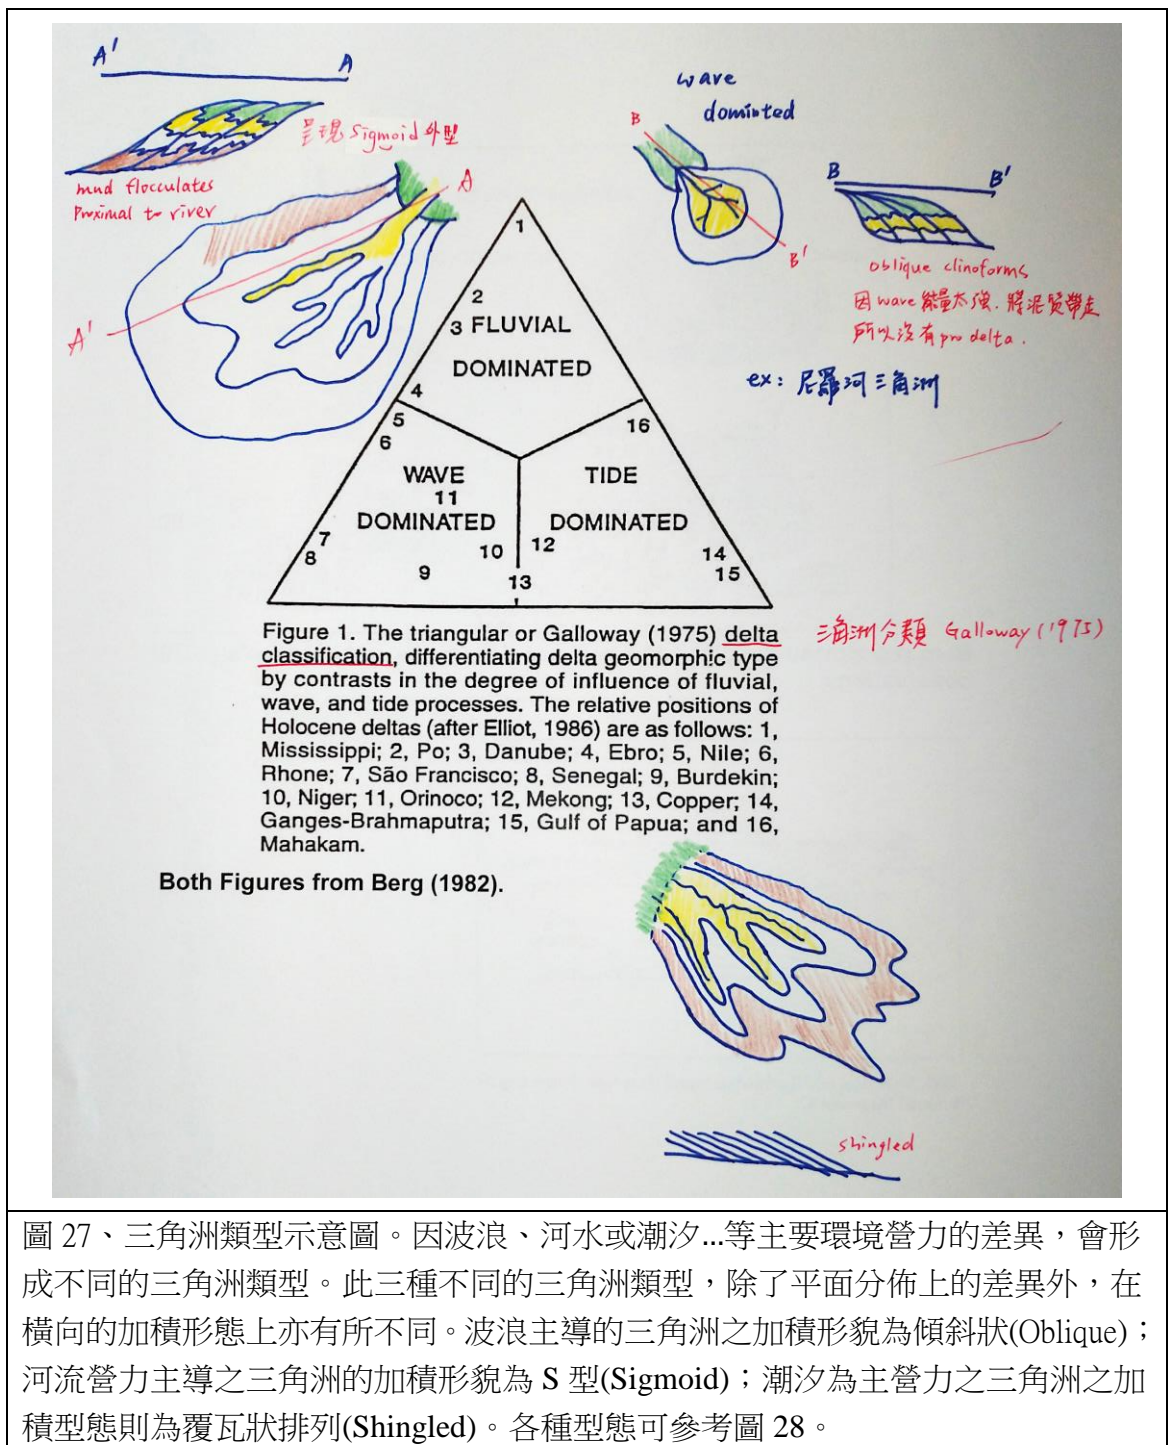 A'
A
呈現 Sigmoid 外型
mud flocculates
Proximal to river
A
A'
wave
dominted
B
B'
B
B'
oblique clinoforms
因 wave 能量太強. 將泥質帶走
所以沒有 pro delta.
ex: 尼羅河三角洲
1
2
3 FLUVIAL
DOMINATED
4
5
16
6
WAVE
TIDE
11
DOMINATED
DOMINATED
7
8
10
12
14
9
13
15
三角洲分類 Galloway (1975)
Figure 1. The triangular or Galloway (1975) delta
classification, differentiating delta geomorphic type
by contrasts in the degree of influence of fluvial,
wave, and tide processes. The relative positions of
Holocene deltas (after Elliot, 1986) are as follows: 1,
Mississippi; 2, Po; 3, Danube; 4, Ebro; 5, Nile; 6,
Rhone; 7, São Francisco; 8, Senegal; 9, Burdekin;
10, Niger; 11, Orinoco; 12, Mekong; 13, Copper; 14,
Ganges-Brahmaputra; 15, Gulf of Papua; and 16,
Mahakam.
Both Figures from Berg (1982).
shingled
圖 27、三角洲類型示意圖。因波浪、河水或潮汐...等主要環境營力的差異，會形
成不同的三角洲類型。此三種不同的三角洲類型，除了平面分佈上的差異外，在
橫向的加積形態上亦有所不同。波浪主導的三角洲之加積形貌為傾斜狀(Oblique)；
河流營力主導之三角洲的加積形貌為 S 型(Sigmoid)；潮汐為主營力之三角洲之加
積型態則為覆瓦狀排列(Shingled)。各種型態可參考圖 28。